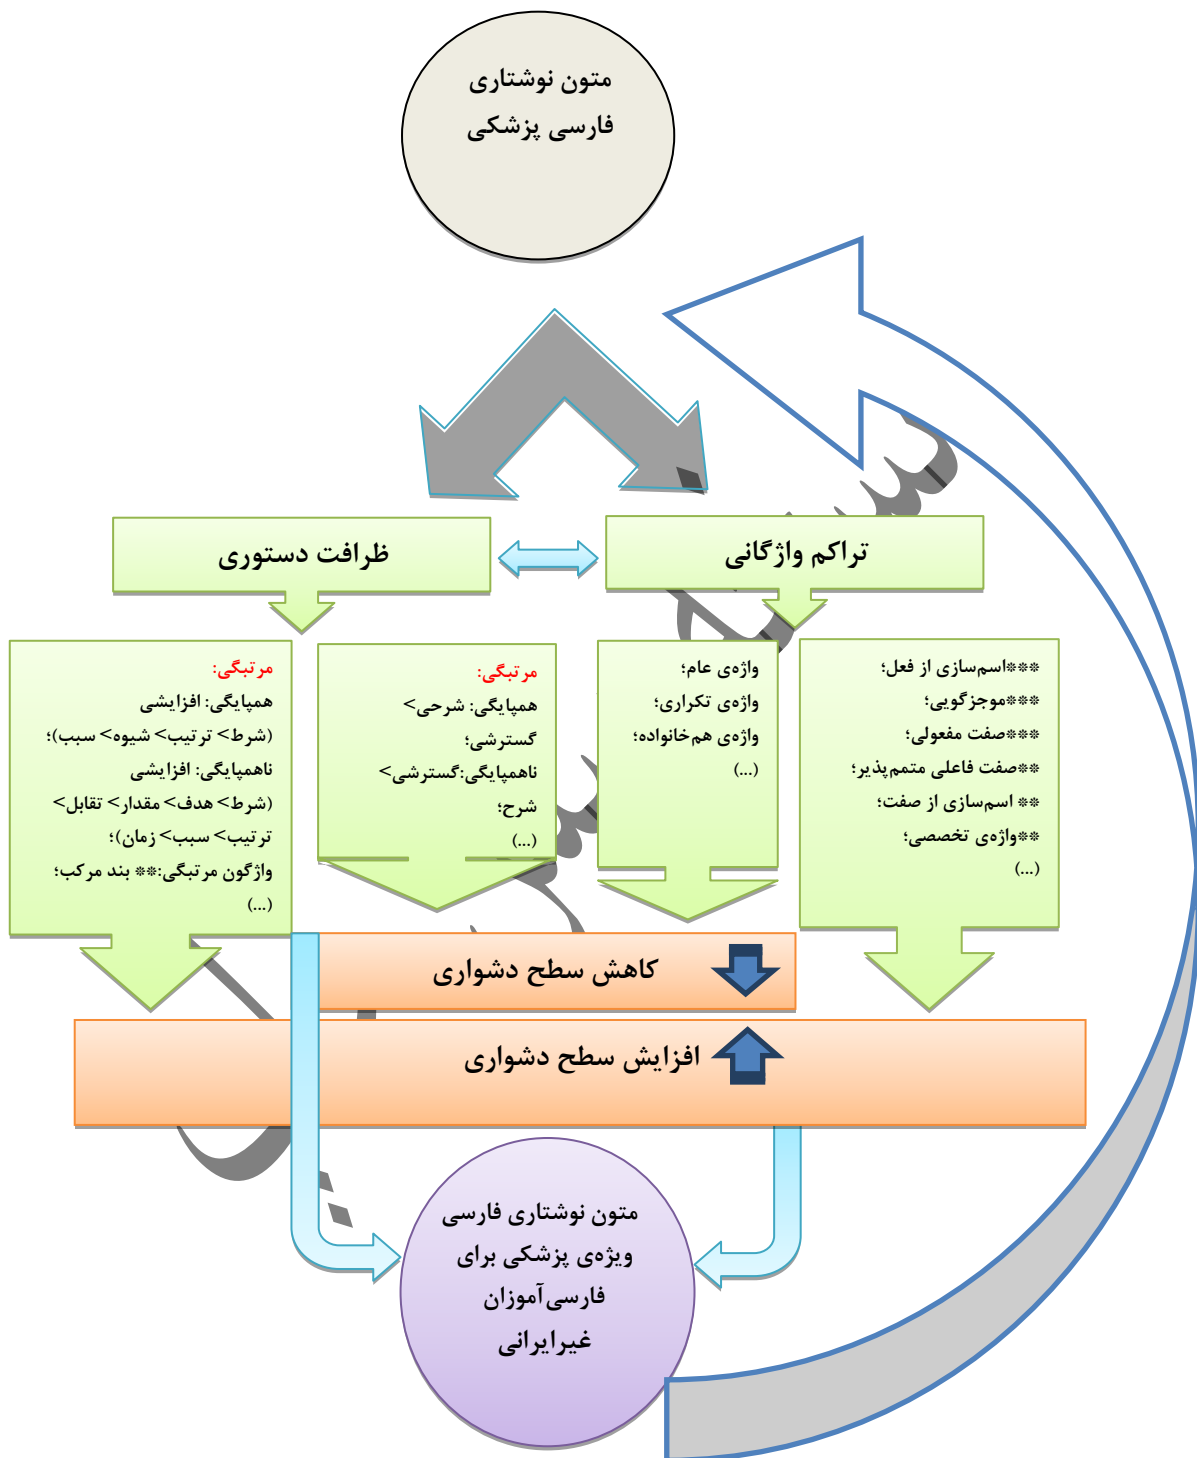 متون نوشتاری
فارسی پزشکی
تراکم واژگانی
ظرافت دستوری
***اسم‌سازی از فعل؛
***موجزگویی؛
***صفت مفعولی؛
**صفت فاعلی متمم‌پذیر؛
** اسم‌سازی از صفت؛
**واژه‌ی تخصصی؛
(...)
واژه‌ی عام؛
واژه‌ی تکراری؛
واژه‌ی هم‌خانواده؛
(...)
مرتبگی:
همپایگی: شرحی>
گسترشی؛
ناهمپایگی:گسترشی>
شرح؛
(...)
مرتبگی:
همپایگی: افزایشی
(شرط> ترتیب> شیوه> سبب)؛
ناهمپایگی: افزایشی
(شرط> هدف> مقدار> تقابل>
ترتیب> سبب> زمان)؛
واژگون مرتبگی:** بند مرکب؛
(...)
کاهش سطح دشواری
افزایش سطح دشواری
متون نوشتاری فارسی
ویژه‌ی پزشکی برای
فارسی‌آموزان
غیرایرانی